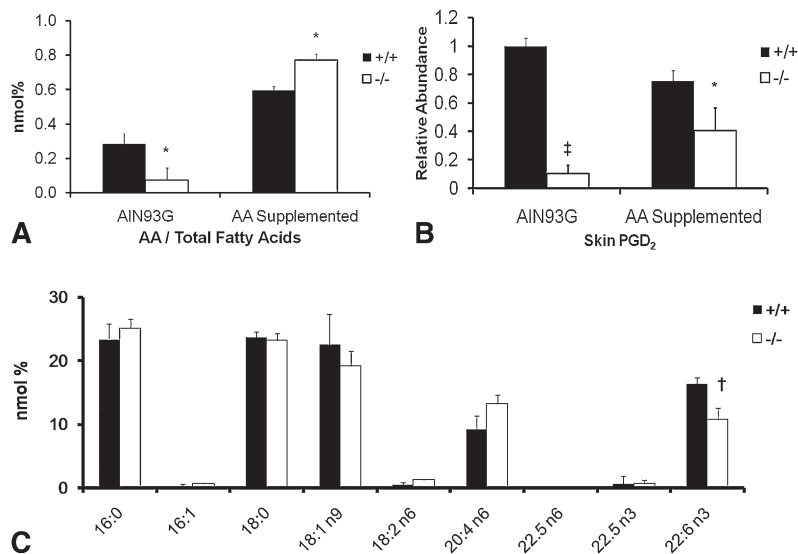 1.0
0.8
0.6
0.4
0.2
0.0
nmol%
*
*
+/+
-/-
AIN93G AA Supplemented
AA / Total Fatty Acids
A
1.2
1
0.8
0.6
0.4
0.2
0
Relative Abundance
‡
*
+/+
-/-
AIN93G AA Supplemented
Skin PGD2
B
30
20
10
0
nmol %
†
+/+
-/-
16:0 16:1 18:0 18:1 n9 18:2 n6 20:4 n6 22:5 n6 22:5 n3 22:6 n3
C